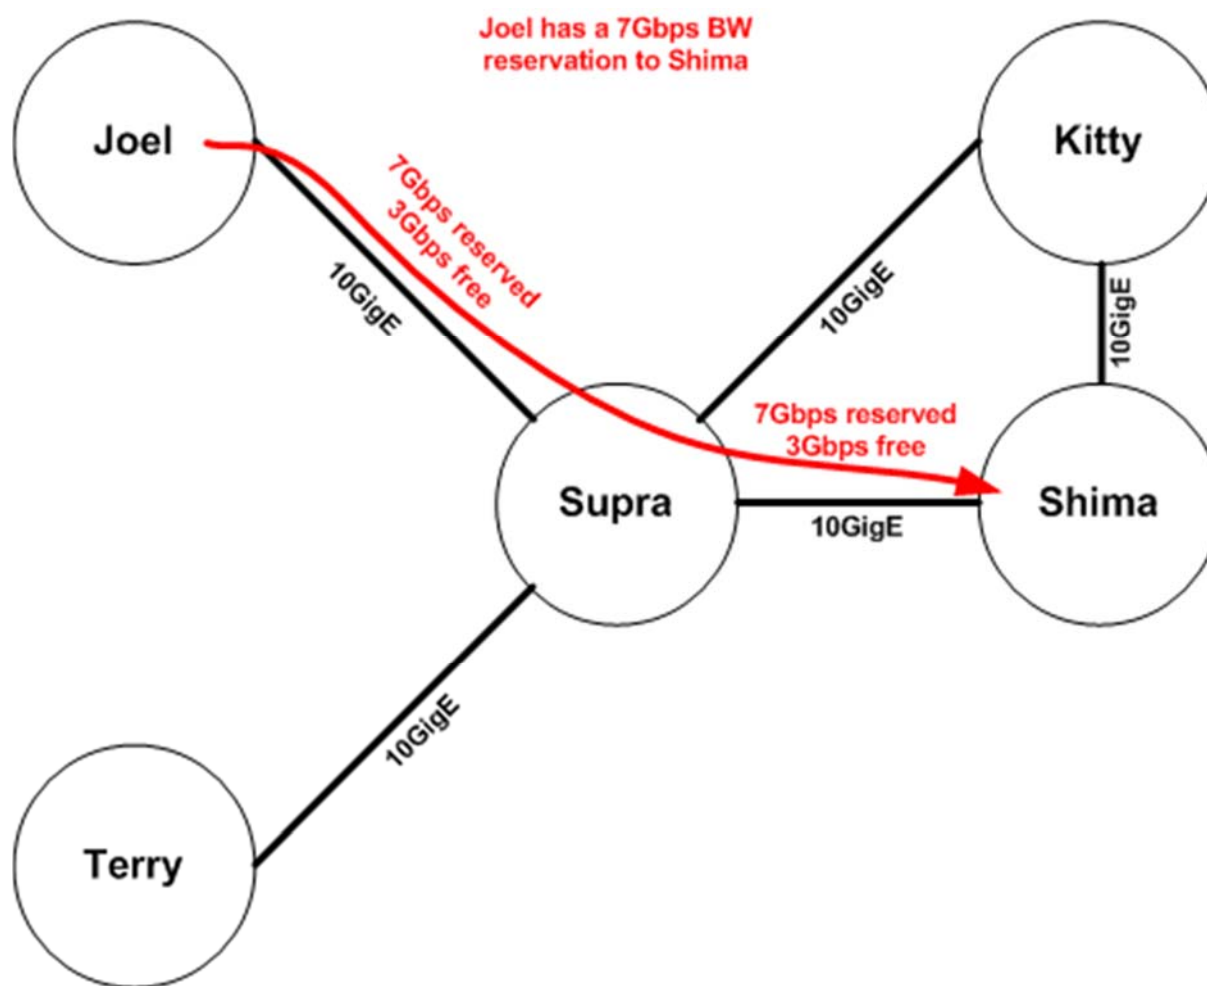 Joel has a 7Gbps BW
reservation to Shima
Joel
Kitty
7Gbps reserved
3Gbps free
10GigE
10GigE
10GigE
7Gbps reserved
3Gbps free
Supra
Shima
10GigE
10GigE
Terry